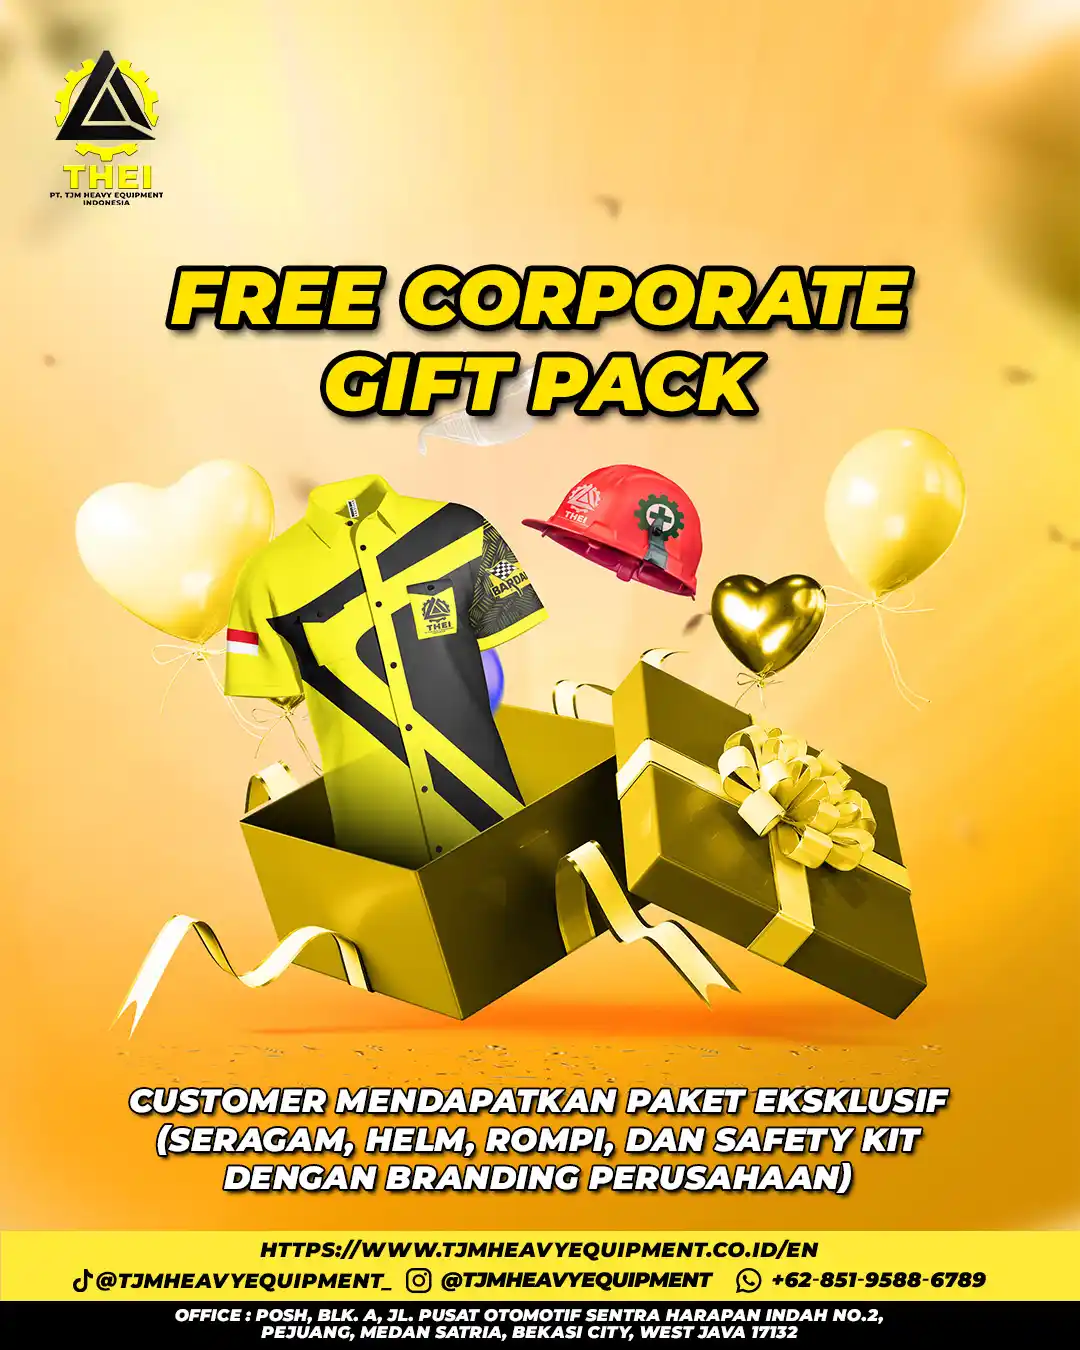 THEI
PT. TJM HEAVY EQUIPMENT
INDONESIA
FREE CORPORATE
GIFT PACK
THEI
BARDA
THEI
CUSTOMER MENDAPATKAN PAKET EKSKLUSIF
(SERAGAM, HELM, ROMPI, DAN SAFETY KIT
DENGAN BRANDING PERUSAHAAN)
HTTPS://WWW.TJMHEAVYEQUIPMENT.CO.ID/EN
@TJMHEAVYEQUIPMENT_ @TJMHEAVYEQUIPMENT +62-851-9588-6789
OFFICE : POSH, BLK. A, JL. PUSAT OTOMOTIF SENTRA HARAPAN INDAH NO.2,
PEJUANG, MEDAN SATRIA, BEKASI CITY, WEST JAVA 17132